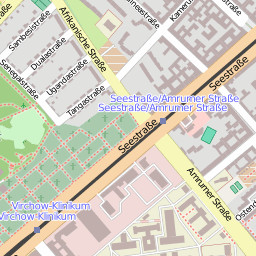 Sambesistraße
Dualastraße
Ugandastraße
Tangastraße
Senegalstraße
Afrikanische Straße
Seestraße
Seestraße/Amrumer Straße
Seestraße/Amrumer Straße
Seestraße
Amrumer Straße
Virchow-Klinikum
Virchow-Klinikum